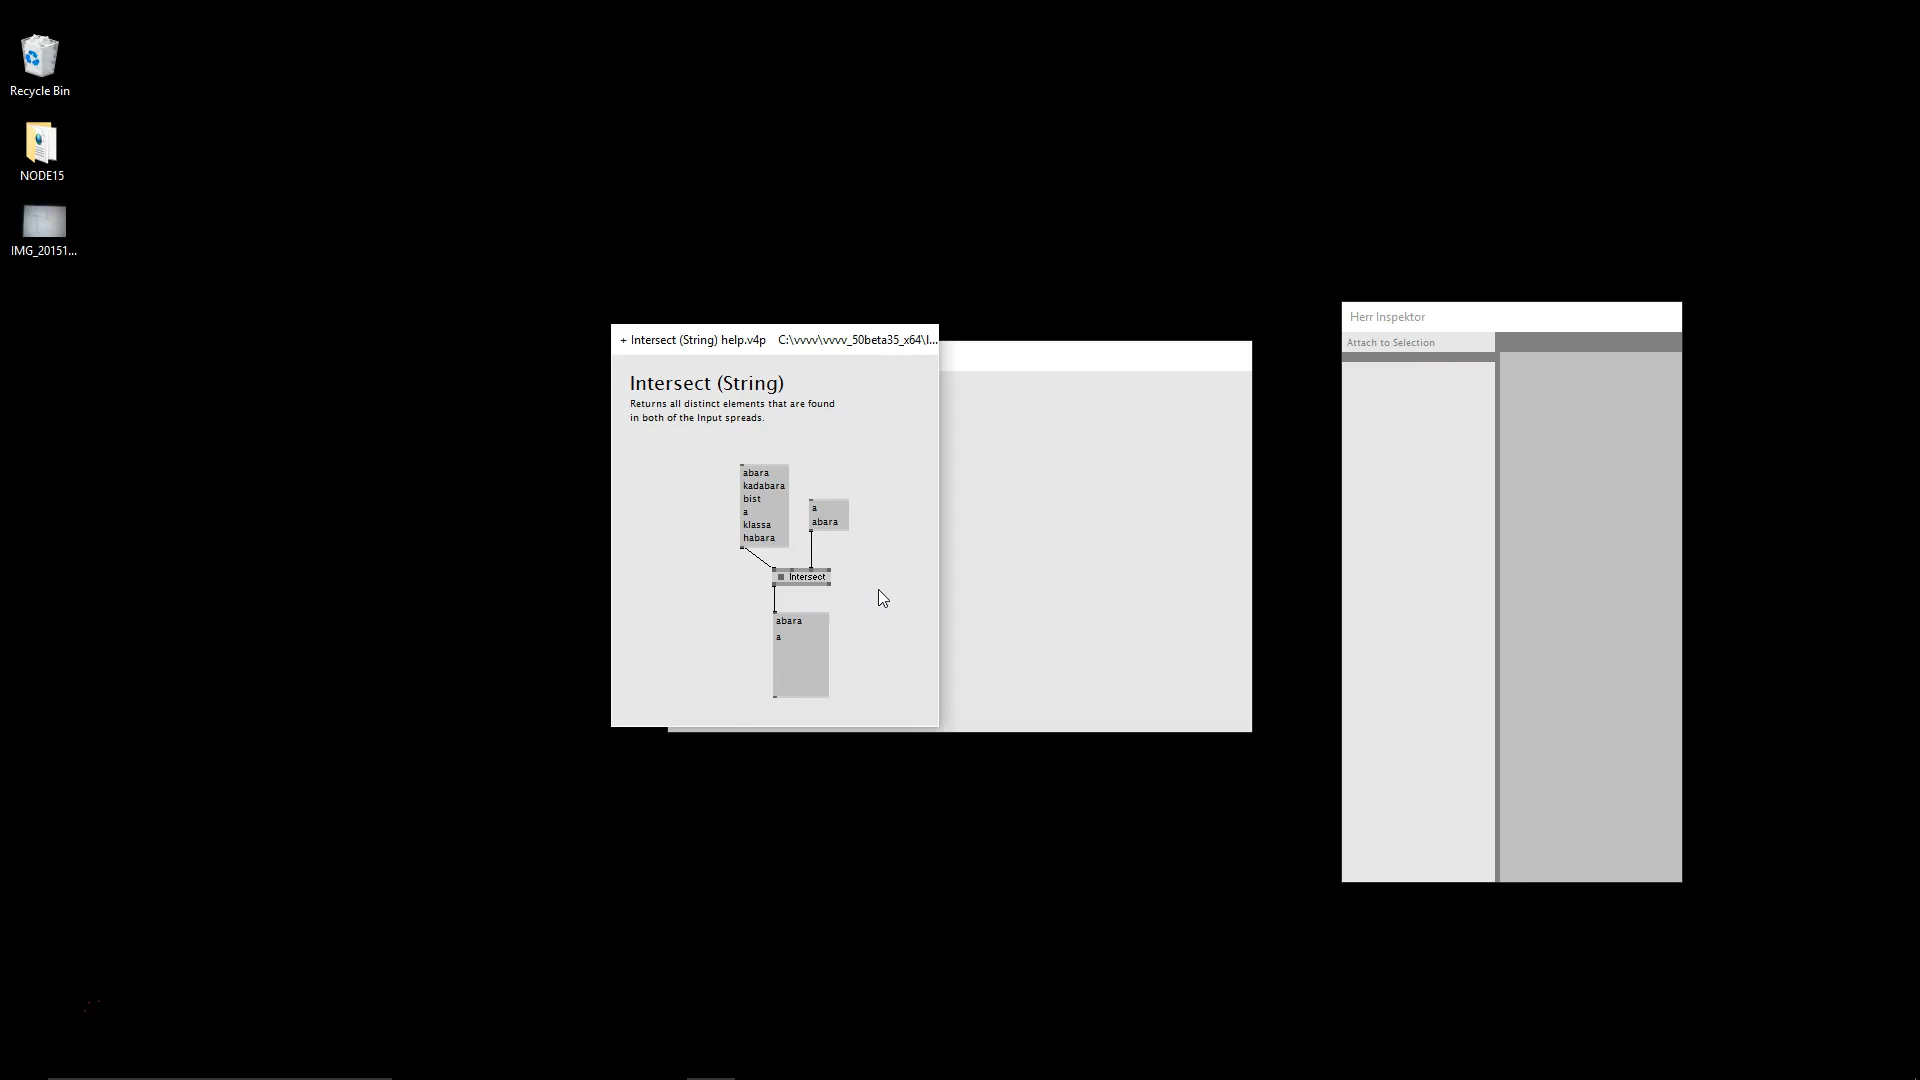 Recycle Bin
NODE15
IMG_20151...
+ Intersect (String) help.v4p C:\vvvv\vvvv_50beta35_x64\l...
Intersect (String)
Returns all distinct elements that are found
in both of the Input spreads.
abara
kadabara
bist
a
klassa
habara
a
abara
Intersect
abara
a
Herr Inspektor
Attach to Selection